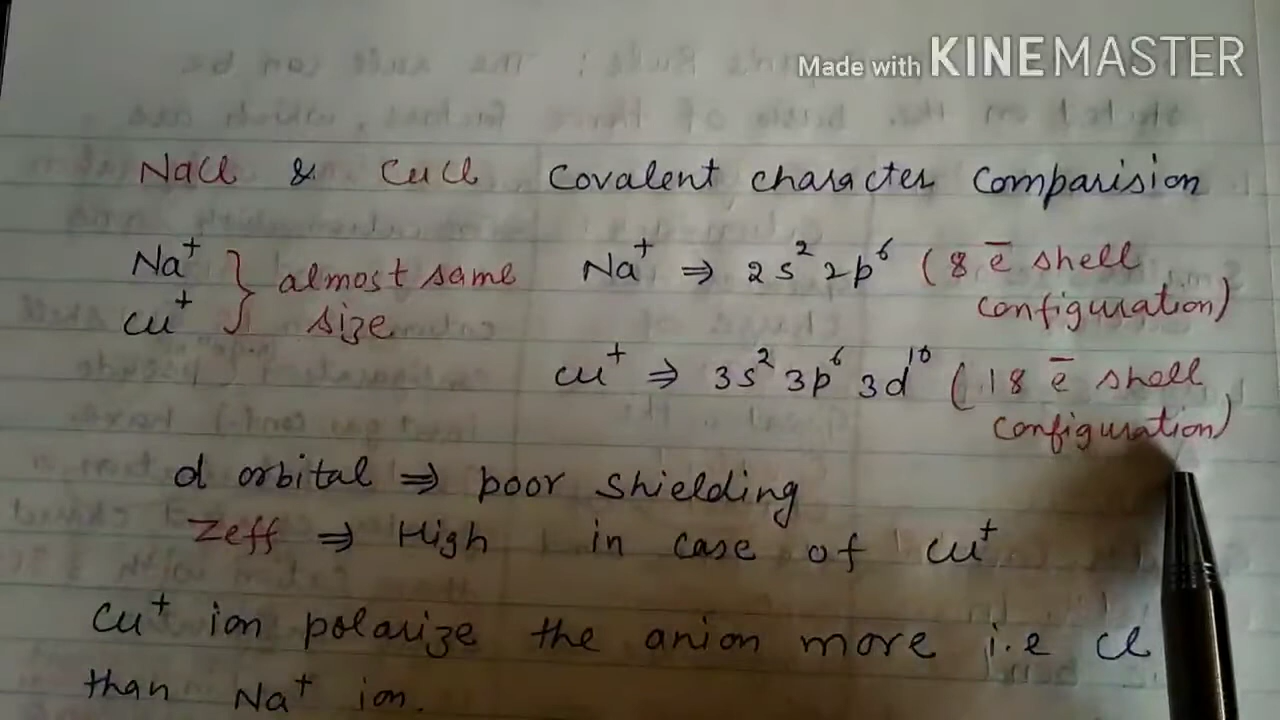 Made with KINEMASTER
NaCl & CuCl Covalent character Comparision
Na⁺ } almost same
Cu⁺ size
Na⁺ ⇒ 2s² 2p⁶ (8 e̅ shell
configuration)
Cu⁺ ⇒ 3s² 3p⁶ 3d¹⁰ (18 e̅ shell
configuration)
d orbital ⇒ poor shielding
Zeff ⇒ High in case of Cu⁺
Cu⁺ ion polarize the anion more i.e Cl
than Na⁺ ion.